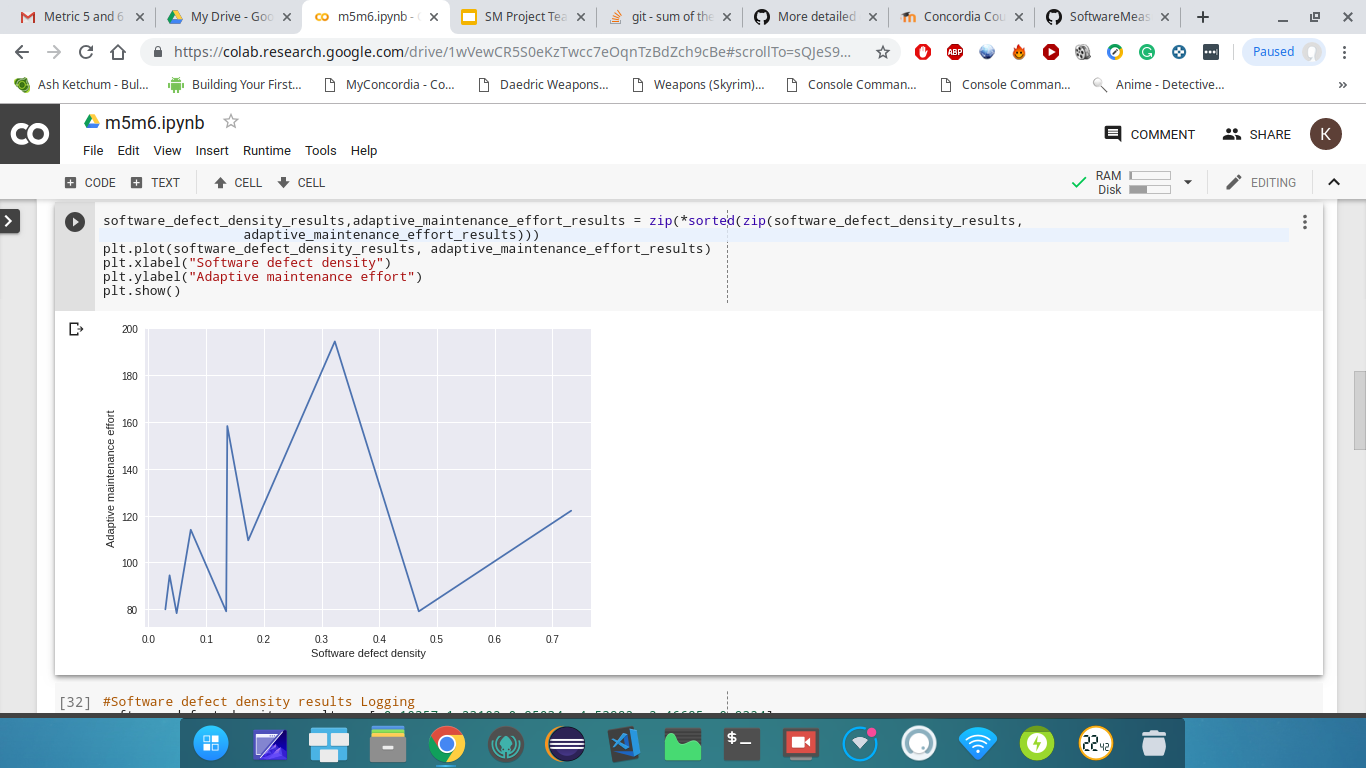 Metric 5 and 6
My Drive - Goo
m5m6.ipynb -
SM Project Tea
git - sum of the
More detailed
Concordia Cou
SoftwareMeas
https://colab.research.google.com/drive/1wVewCR5S0eKzTwcc7eOqnTzBdZch9cBe#scrollTo=sQJeS9...
ABP
Paused
Ash Ketchum - Bul...
Building Your First...
MyConcordia - Co...
Daedric Weapons...
Weapons (Skyrim)...
Console Comman...
Console Comman...
Anime - Detective...
»
CO
m5m6.ipynb
COMMENT
SHARE
K
File Edit View Insert Runtime Tools Help
CODE TEXT CELL CELL
RAM
Disk
EDITING
software_defect_density_results,adaptive_maintenance_effort_results = zip(*sorted(zip(software_defect_density_results,
adaptive_maintenance_effort_results)))
plt.plot(software_defect_density_results, adaptive_maintenance_effort_results)
plt.xlabel("Software defect density")
plt.ylabel("Adaptive maintenance effort")
plt.show()
200
180
160
140
120
100
80
Adaptive maintenance effort
0.0 0.1 0.2 0.3 0.4 0.5 0.6 0.7
Software defect density
[32] #Software defect density results Logging
$-
22 42